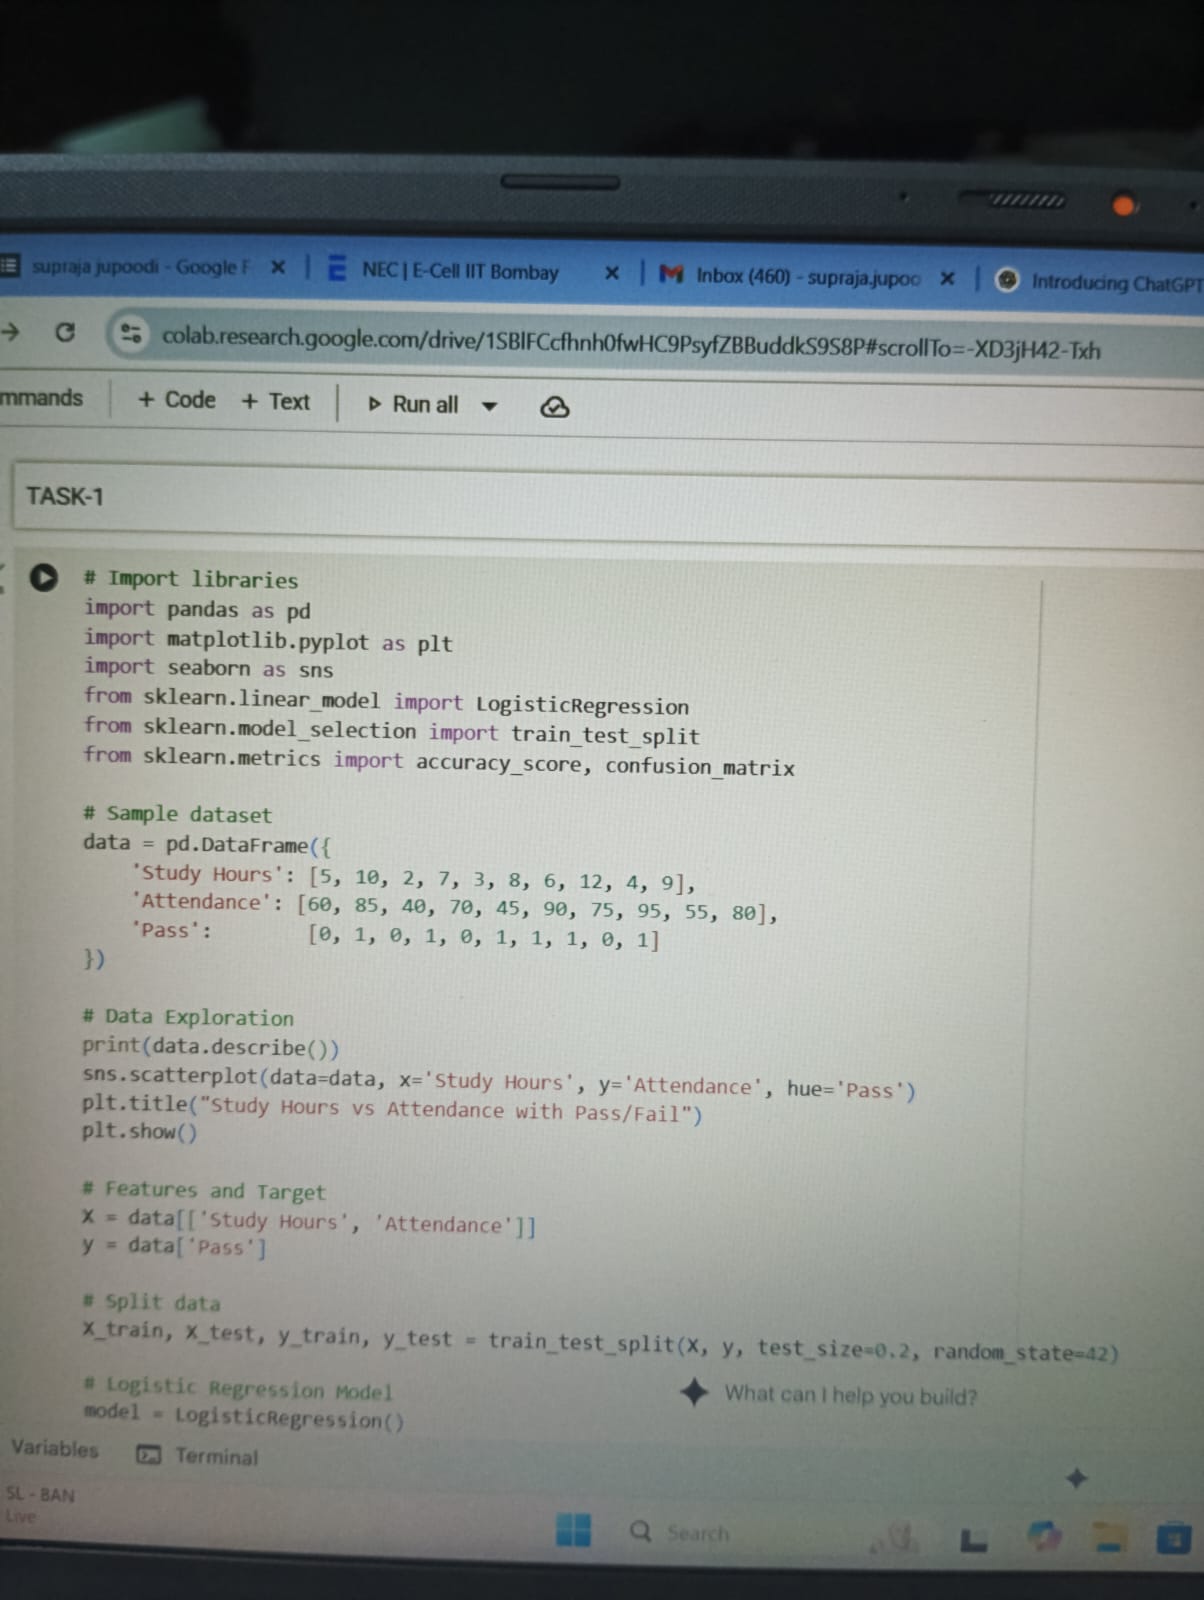 supraja jupoodi - Google F
NEC | E-Cell IIT Bombay
Inbox (460) - supraja.jupoo
Introducing ChatGPT
colab.research.google.com/drive/1SBlFCcfhnh0fwHC9PsyfZBBuddkS9S8P#scrollTo=-XD3jH42-Txh
mmands
+ Code + Text
Run all
TASK-1
# Import libraries
import pandas as pd
import matplotlib.pyplot as plt
import seaborn as sns
from sklearn.linear_model import LogisticRegression
from sklearn.model_selection import train_test_split
from sklearn.metrics import accuracy_score, confusion_matrix
# Sample dataset
data = pd.DataFrame({
'Study Hours': [5, 10, 2, 7, 3, 8, 6, 12, 4, 9],
'Attendance': [60, 85, 40, 70, 45, 90, 75, 95, 55, 80],
'Pass': [0, 1, 0, 1, 0, 1, 1, 1, 0, 1]
})
# Data Exploration
print(data.describe())
sns.scatterplot(data=data, x='Study Hours', y='Attendance', hue='Pass')
plt.title("Study Hours vs Attendance with Pass/Fail")
plt.show()
# Features and Target
X = data[['Study Hours', 'Attendance']]
y = data['Pass']
# Split data
X_train, X_test, y_train, y_test = train_test_split(X, y, test_size=0.2, random_state=42)
# Logistic Regression Model
model = LogisticRegression()
What can I help you build?
Variables
Terminal
SL - BAN
Live
Search